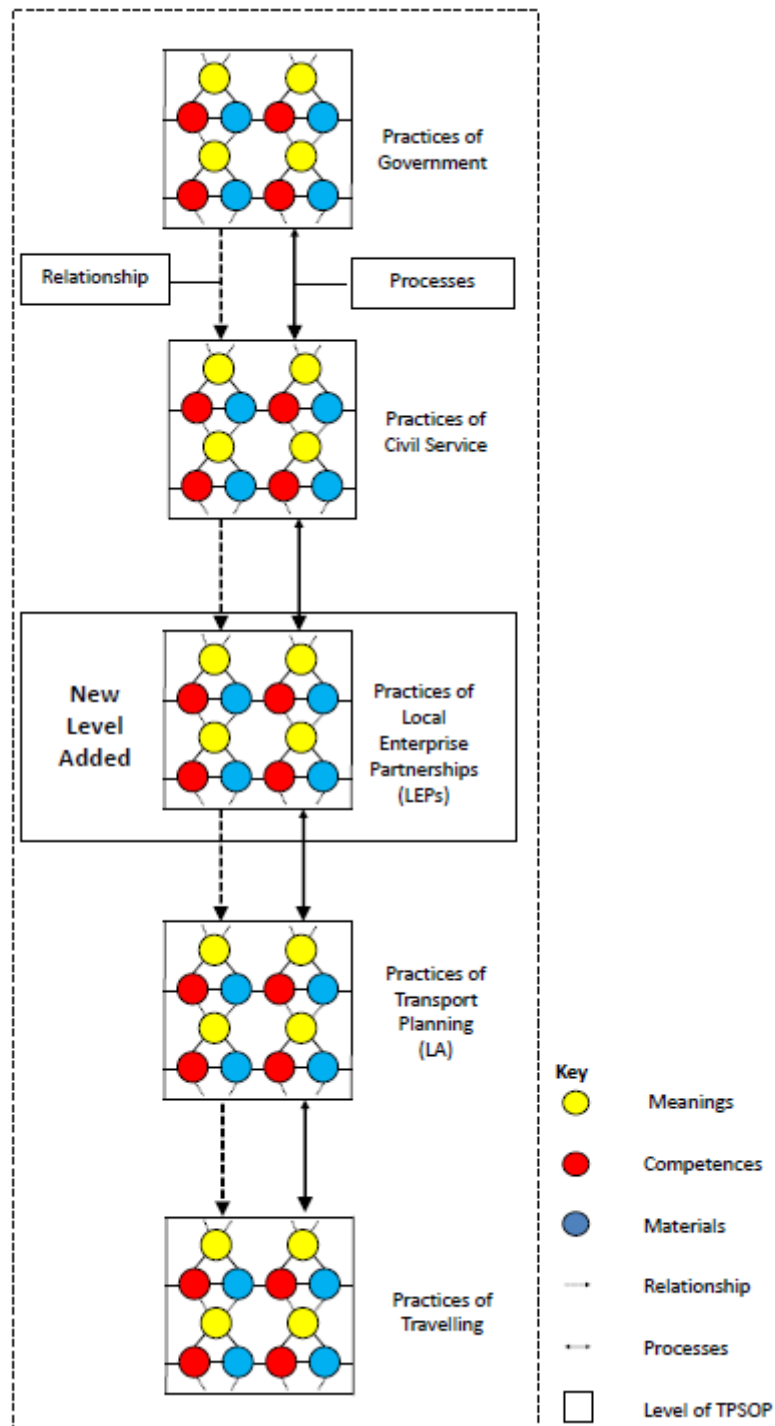 Practices of
Government
Relationship
Processes
Practices of
Civil Service
New
Level
Added
Practices of
Local
Enterprise
Partnerships
(LEPs)
Practices of
Transport
Planning
(LA)
Practices of
Travelling
Key
Meanings
Competences
Materials
Relationship
Processes
Level of TPSOP